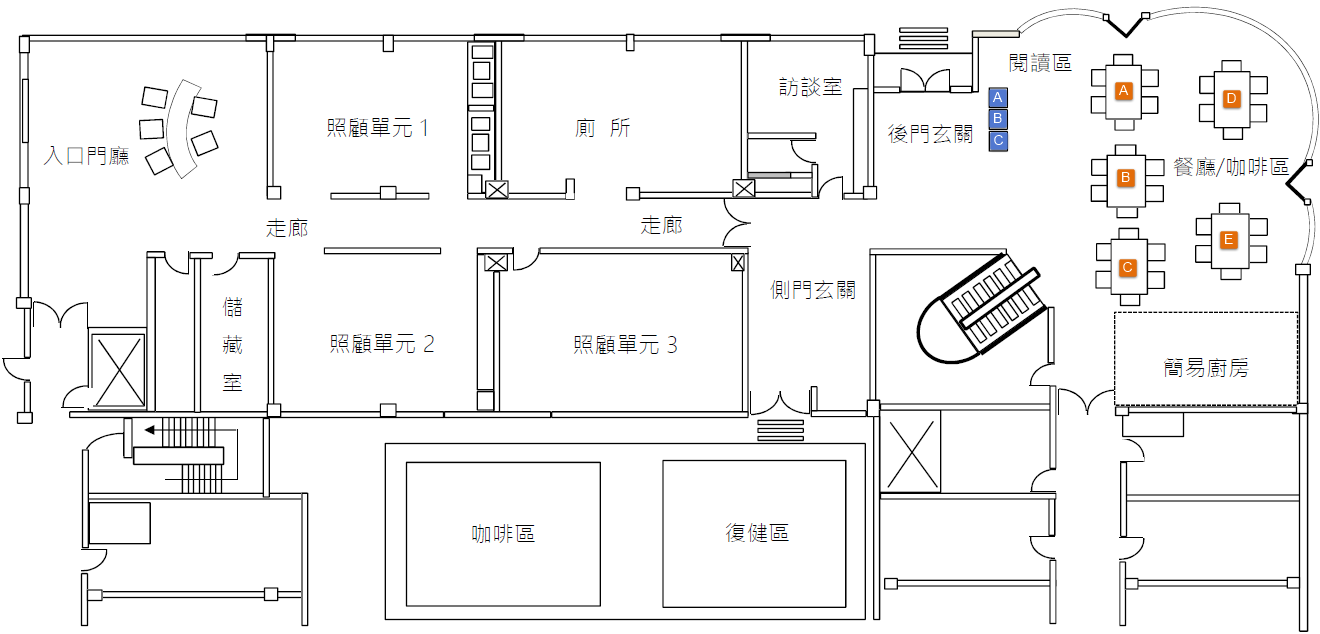 閱讀區
訪談室
A
D
A
B
C
照顧單元 1
廁 所
後門玄關
入口門廳
餐廳/咖啡區
B
走廊
走廊
E
C
側門玄關
儲
藏
室
照顧單元 2
照顧單元 3
簡易廚房
咖啡區
復健區